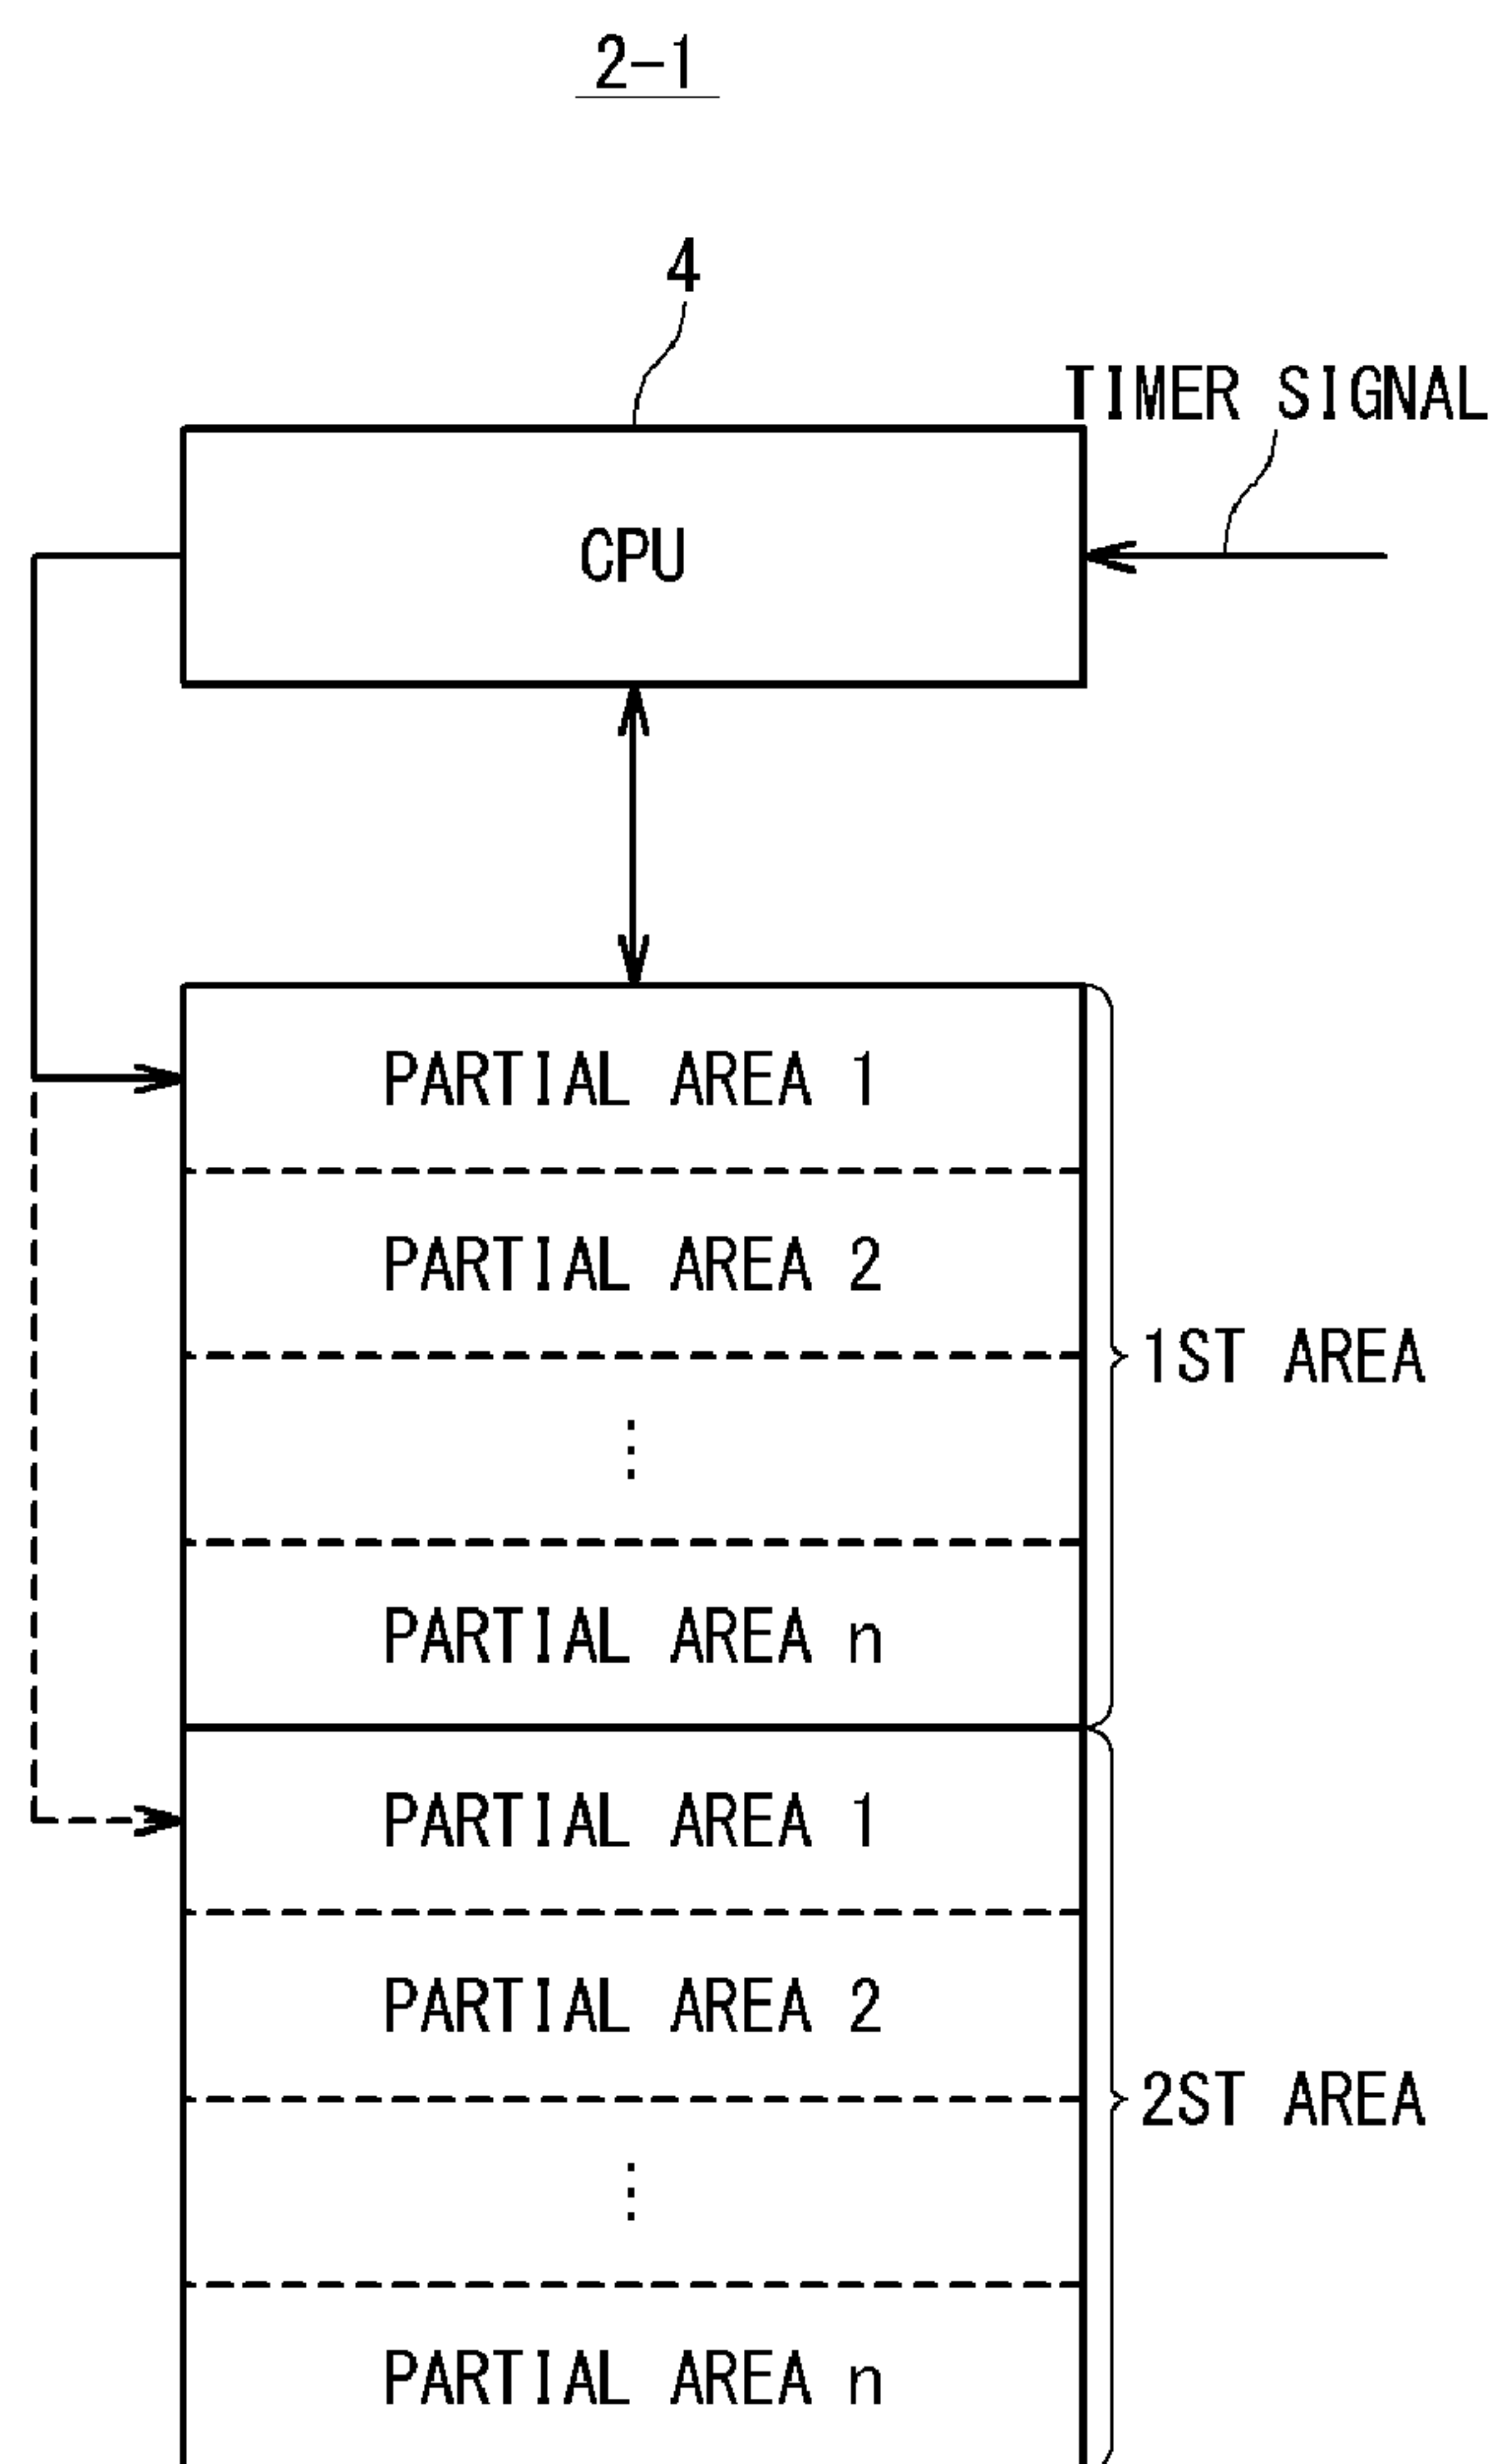 2-1
4
TIMER SIGNAL
CPU
PARTIAL AREA 1
PARTIAL AREA 2
⋮
PARTIAL AREA n
1ST AREA
PARTIAL AREA 1
PARTIAL AREA 2
⋮
PARTIAL AREA n
2ST AREA